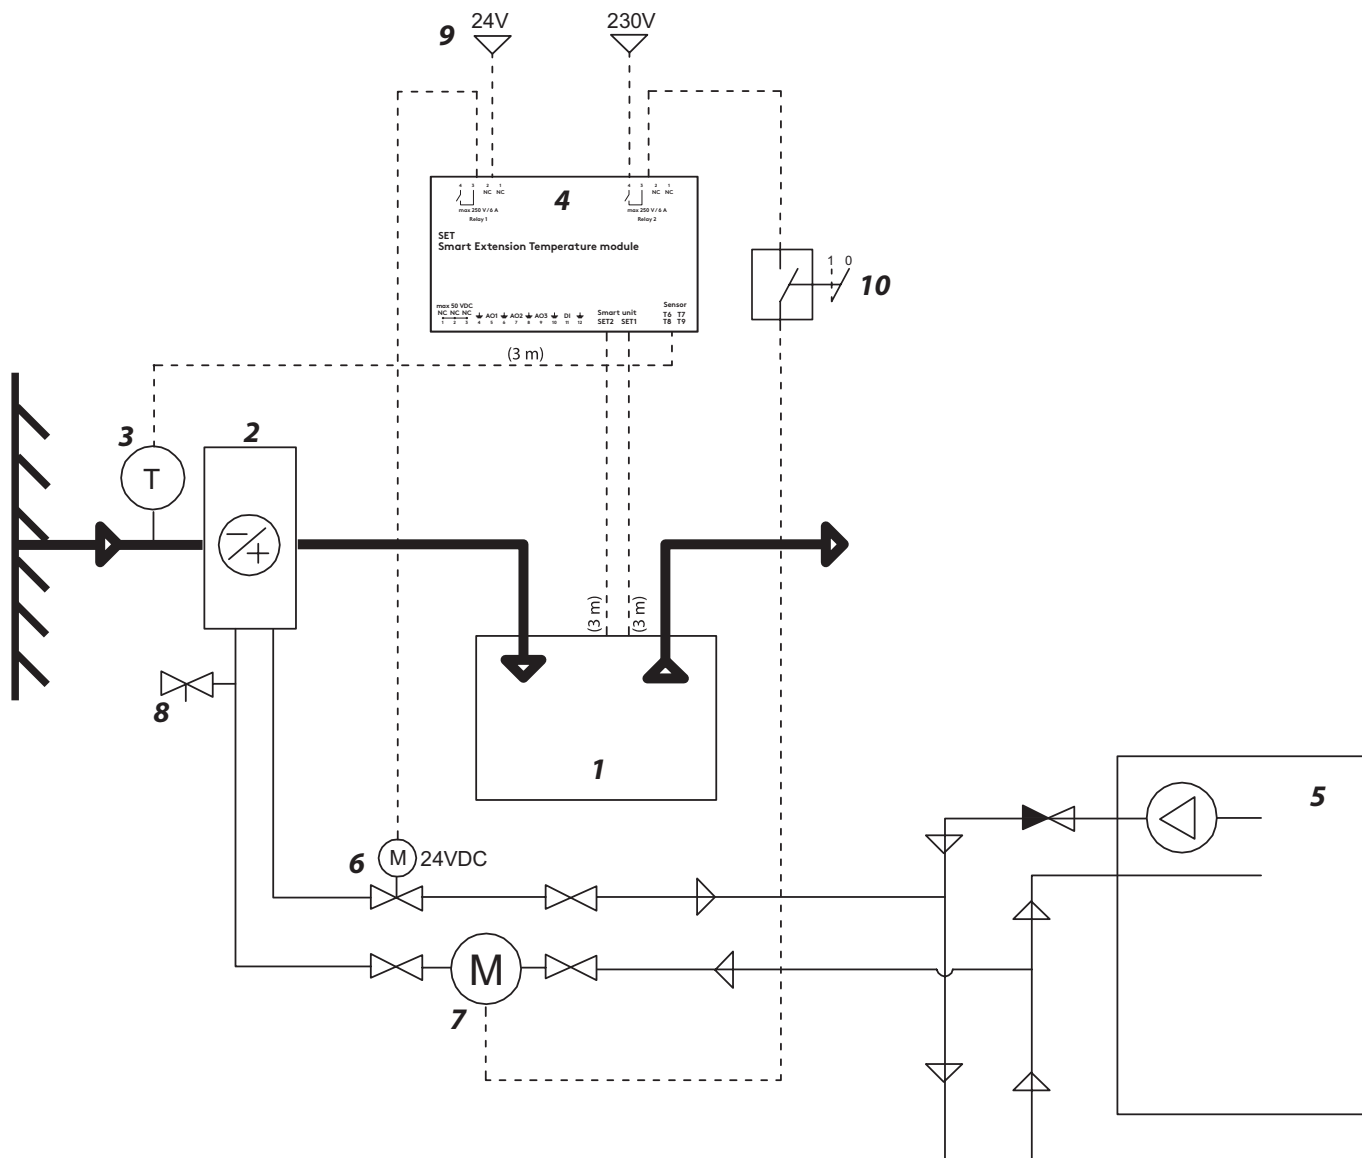 24V 230V
9
4 3 2 1
NC NC
max 250 V/6 A
Relay 1
4
4 3 2 1
NC NC
max 250 V/6 A
Relay 2
SET
Smart Extension Temperature module
1 0
10
max 50 VDC
NC NC NC AO1 AO2 AO3 DI
1 2 3 4 5 6 7 8 9 10 11 12
Smart unit
SET2 SET1
Sensor
T6 T7
T8 T9
(3 m)
3
T
2
(3 m) (3 m)
8
1
5
6 M 24VDC
M
7